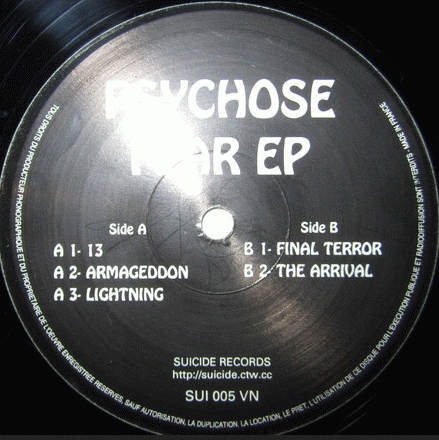 PSYCHOSE
EP
Side A
A 1- 13
A 2- ARMAGEDDON
A 3- LIGHTNING
Side B
B 1- FINAL TERROR
B 2- THE ARRIVAL
SUICIDE RECORDS
http://suicide.ctw.cc
SUI 005 VN
TOUS DROITS DU PRODUCTEUR PHONOGRAPHIQUE ET DU PROPRIETAIRE DE L'OEUVRE ENREGISTREE RESERVES, SAUF AUTORISATION, LA DUPLICATION, LA LOCATION, LE PRET, L'UTILISATION DE CE DISQUE POUR L'EXECUTION PUBLIQUE ET RADIODIFFUSION SONT INTERDITS - MADE IN FRANCE